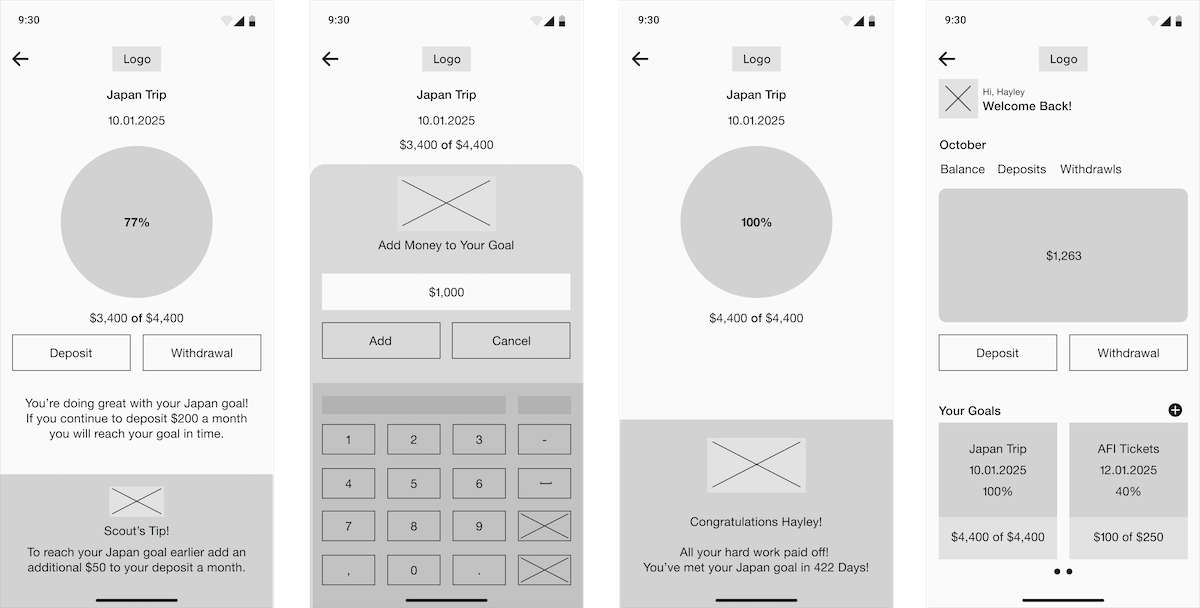 9:30
Logo
Japan Trip
10.01.2025
77%
$3,400 of $4,400
Deposit
Withdrawal
You’re doing great with your Japan goal!
If you continue to deposit $200 a month
you will reach your goal in time.
Scout’s Tip!
To reach your Japan goal earlier add an
additional $50 to your deposit a month.
9:30
Logo
Japan Trip
10.01.2025
$3,400 of $4,400
Add Money to Your Goal
$1,000
Add
Cancel
1 2 3 -
4 5 6
7 8 9
, 0 .
9:30
Logo
Japan Trip
10.01.2025
100%
$4,400 of $4,400
Congratulations Hayley!
All your hard work paid off!
You’ve met your Japan goal in 422 Days!
9:30
Logo
Hi, Hayley
Welcome Back!
October
Balance Deposits Withdrawls
$1,263
Deposit
Withdrawal
Your Goals
Japan Trip
10.01.2025
100%
$4,400 of $4,400
AFI Tickets
12.01.2025
40%
$100 of $250